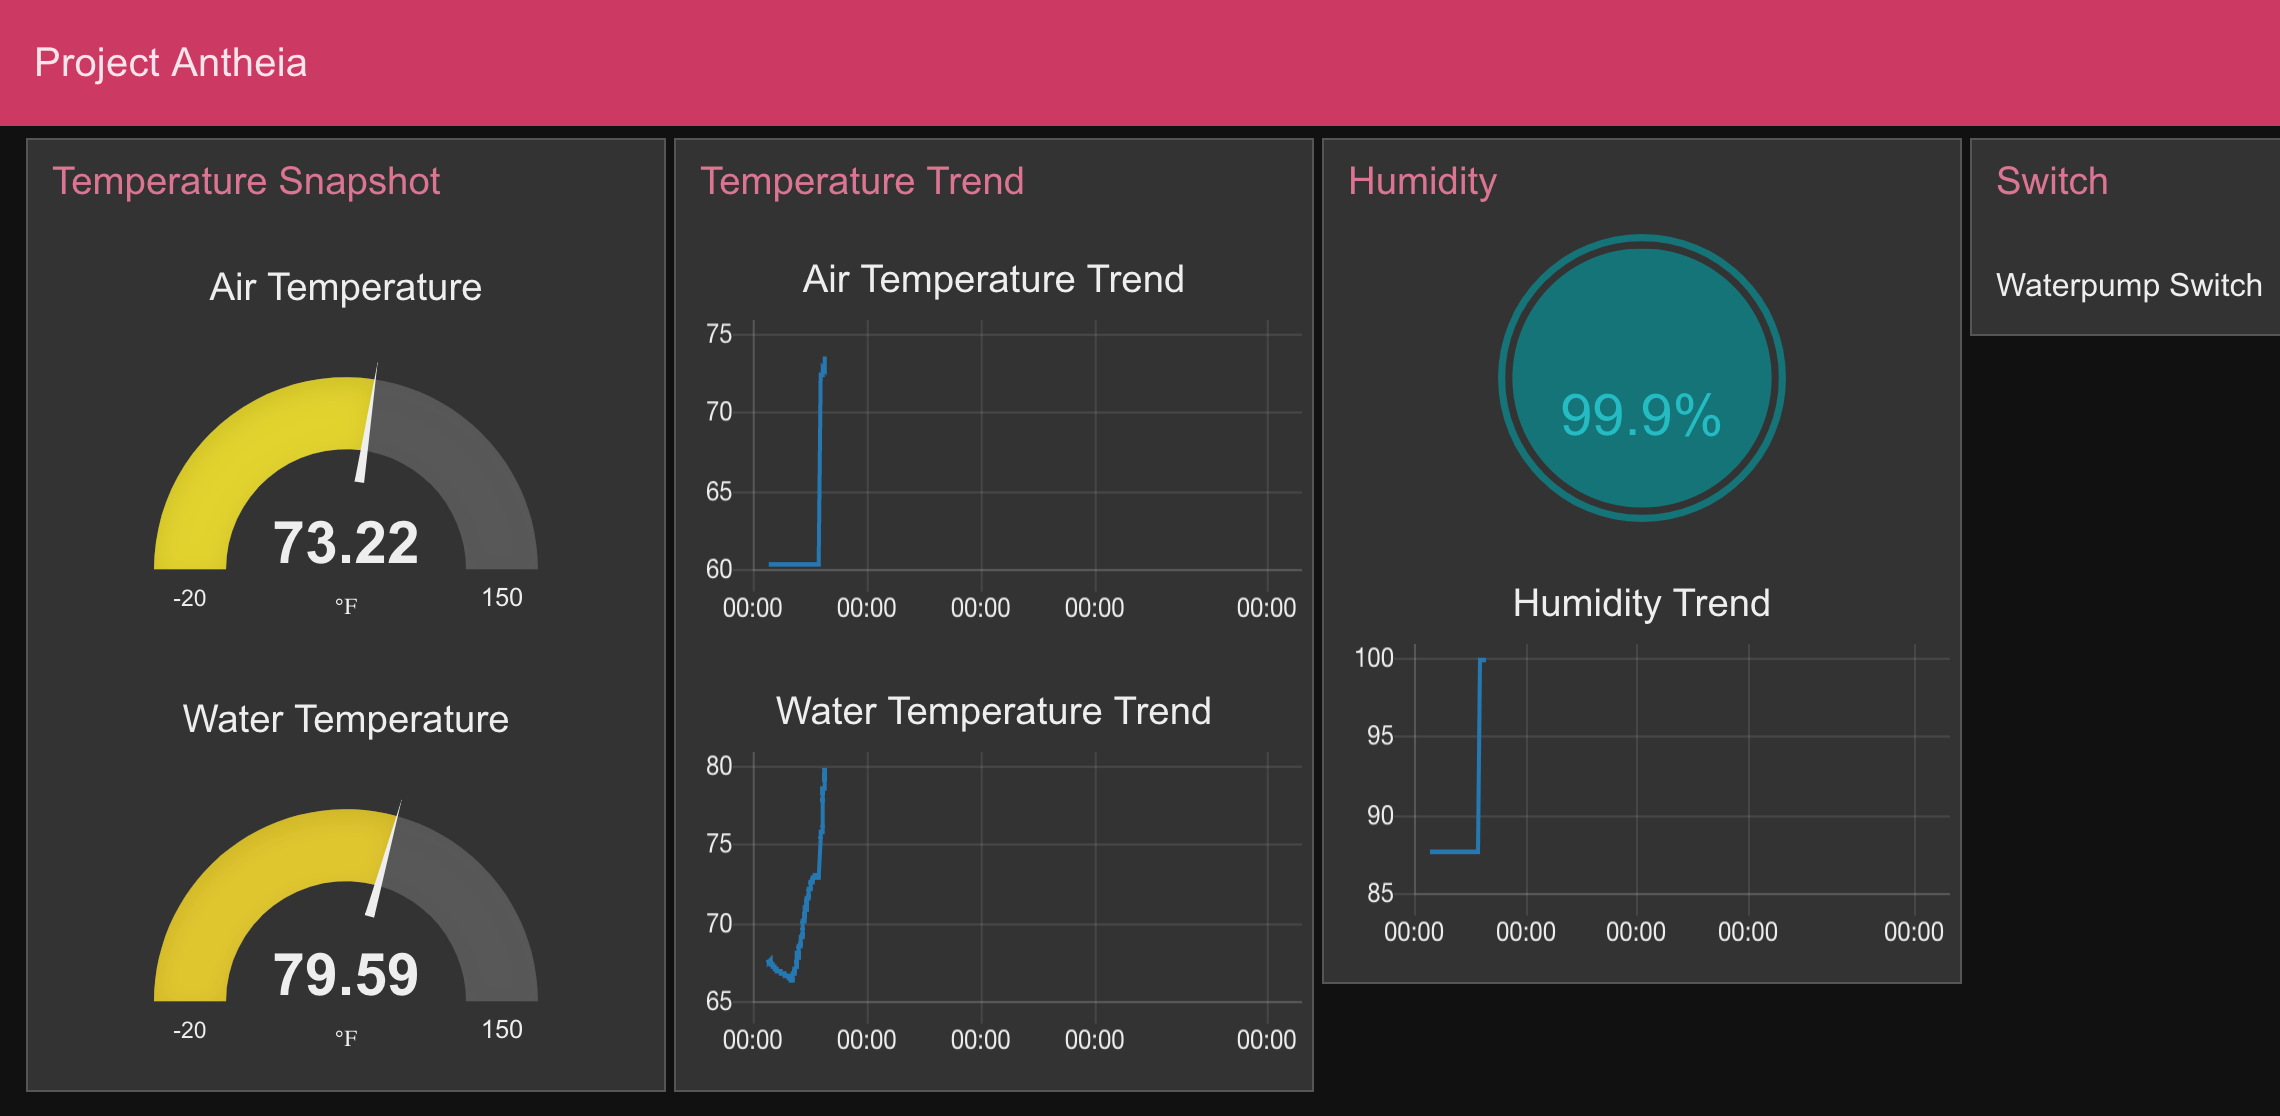 Project Antheia
Temperature Snapshot
Air Temperature
73.22
-20
°F
150
Water Temperature
79.59
-20
°F
150
Temperature Trend
Air Temperature Trend
75
70
65
60
00:00 00:00 00:00 00:00 00:00
Water Temperature Trend
80
75
70
65
00:00 00:00 00:00 00:00 00:00
Humidity
99.9%
Humidity Trend
100
95
90
85
00:00 00:00 00:00 00:00 00:00
Switch
Waterpump Switch